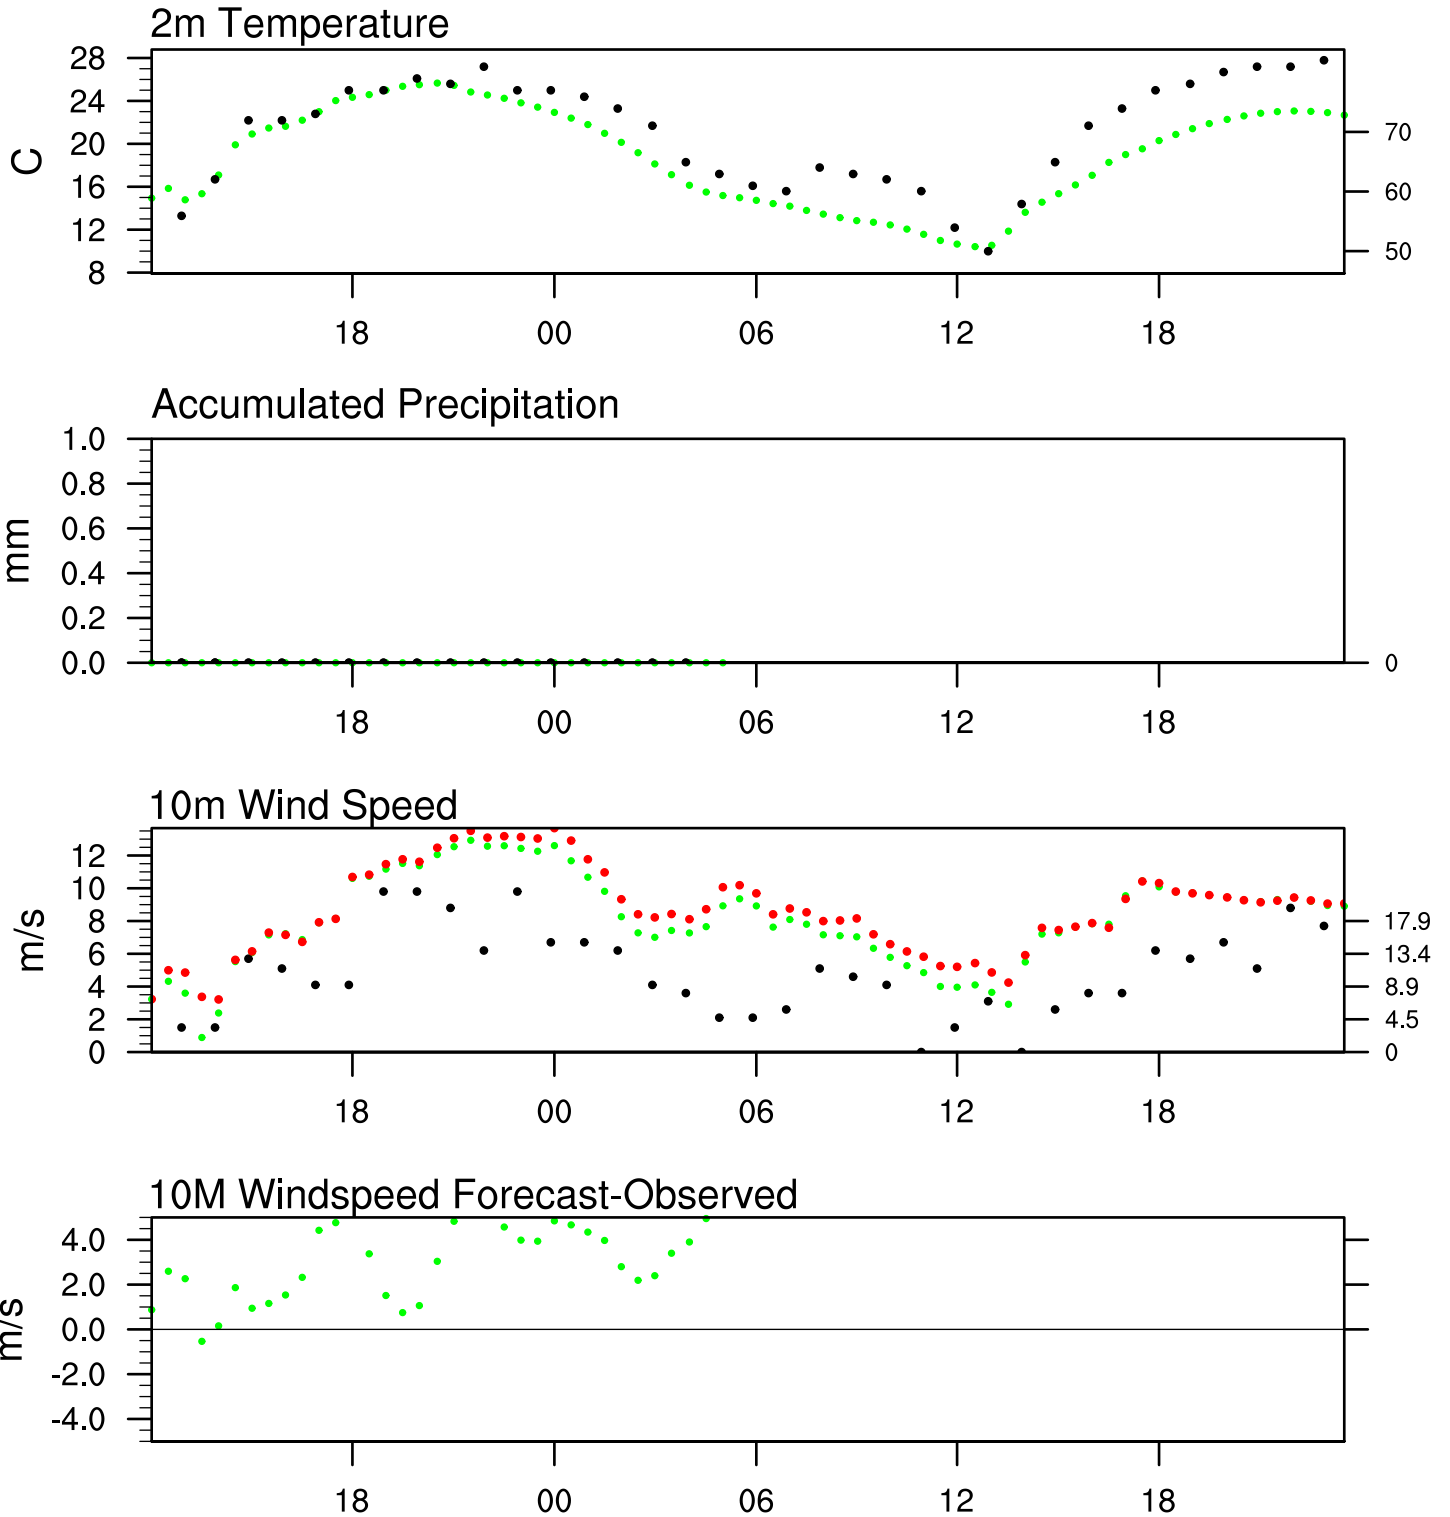 2m Temperature
28
24
20
16
12
8
C
70
60
50
18 00 06 12 18
Accumulated Precipitation
1.0
0.8
0.6
0.4
0.2
0.0
mm
0
18 00 06 12 18
10m Wind Speed
12
10
8
6
4
2
0
m/s
17.9
13.4
8.9
4.5
0
18 00 06 12 18
10M Windspeed Forecast-Observed
4.0
2.0
0.0
-2.0
-4.0
m/s
18 00 06 12 18